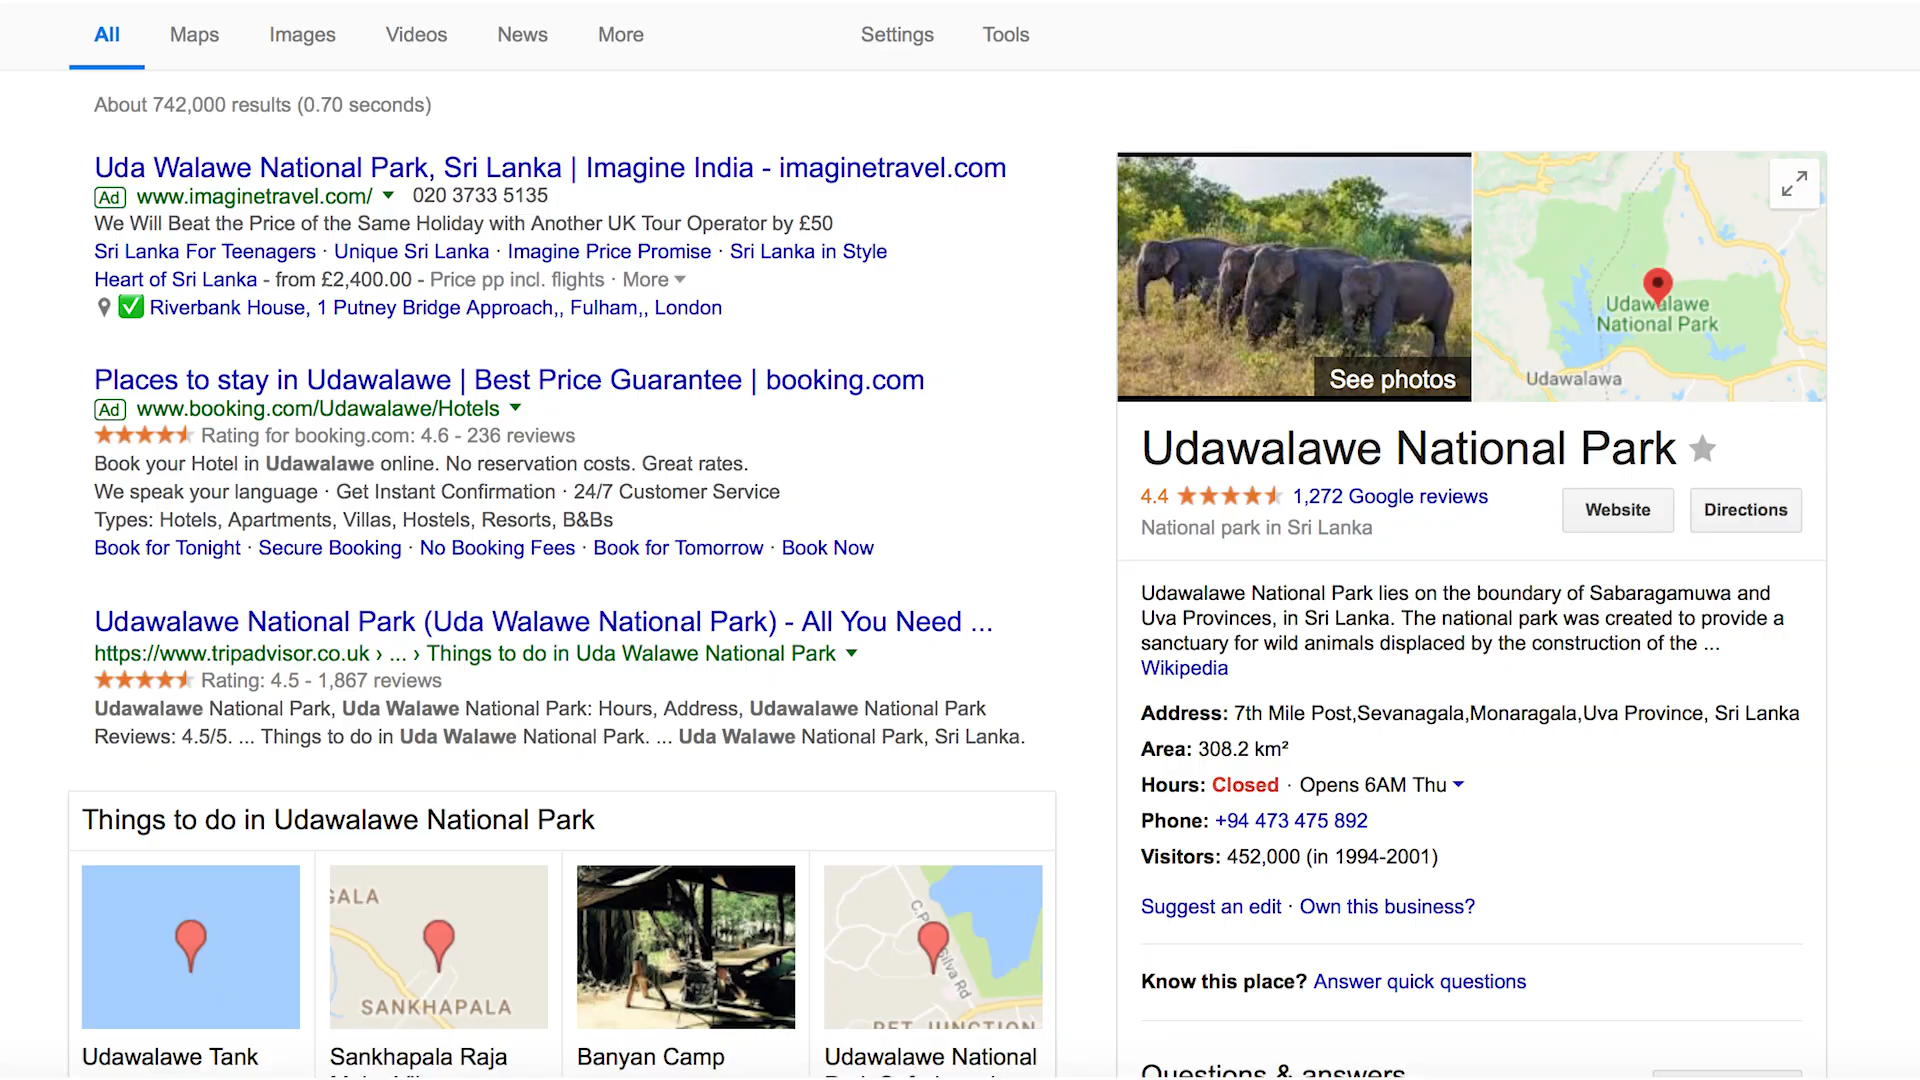 All Maps Images Videos News More Settings Tools
About 742,000 results (0.70 seconds)
Uda Walawe National Park, Sri Lanka | Imagine India - imaginetravel.com
Ad www.imaginetravel.com/ 020 3733 5135
We Will Beat the Price of the Same Holiday with Another UK Tour Operator by £50
Sri Lanka For Teenagers · Unique Sri Lanka · Imagine Price Promise · Sri Lanka in Style
Heart of Sri Lanka - from £2,400.00 - Price pp incl. flights · More
Riverbank House, 1 Putney Bridge Approach,, Fulham,, London
Places to stay in Udawalawe | Best Price Guarantee | booking.com
Ad www.booking.com/Udawalawe/Hotels
Rating for booking.com: 4.6 - 236 reviews
Book your Hotel in Udawalawe online. No reservation costs. Great rates.
We speak your language · Get Instant Confirmation · 24/7 Customer Service
Types: Hotels, Apartments, Villas, Hostels, Resorts, B&Bs
Book for Tonight · Secure Booking · No Booking Fees · Book for Tomorrow · Book Now
Udawalawe National Park (Uda Walawe National Park) - All You Need ...
https://www.tripadvisor.co.uk › ... › Things to do in Uda Walawe National Park
Rating: 4.5 - 1,867 reviews
Udawalawe National Park, Uda Walawe National Park: Hours, Address, Udawalawe National Park
Reviews: 4.5/5. ... Things to do in Uda Walawe National Park. ... Uda Walawe National Park, Sri Lanka.
Things to do in Udawalawe National Park
GALA
SANKHAPALA
C.P.
Silva Rd
Udawalawe Tank
Sankhapala Raja
Banyan Camp
Udawalawe National
See photos
Udawalawe
National Park
Udawalawa
Udawalawe National Park
4.4 1,272 Google reviews
National park in Sri Lanka
Website
Directions
Udawalawe National Park lies on the boundary of Sabaragamuwa and
Uva Provinces, in Sri Lanka. The national park was created to provide a
sanctuary for wild animals displaced by the construction of the ...
Wikipedia
Address: 7th Mile Post,Sevanagala,Monaragala,Uva Province, Sri Lanka
Area: 308.2 km²
Hours: Closed · Opens 6AM Thu
Phone: +94 473 475 892
Visitors: 452,000 (in 1994-2001)
Suggest an edit · Own this business?
Know this place? Answer quick questions
Questions & answers